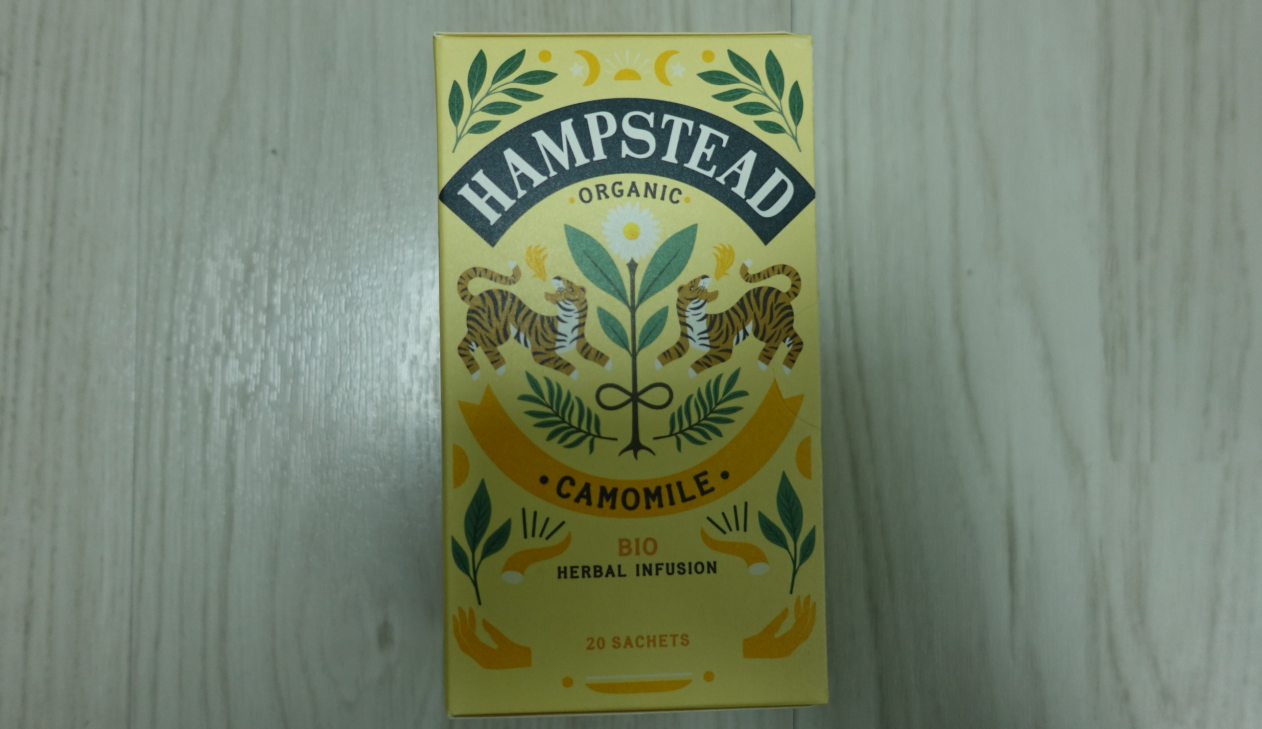 HAMPSTEAD
ORGANIC
• CAMOMILE •
BIO
HERBAL INFUSION
20 SACHETS